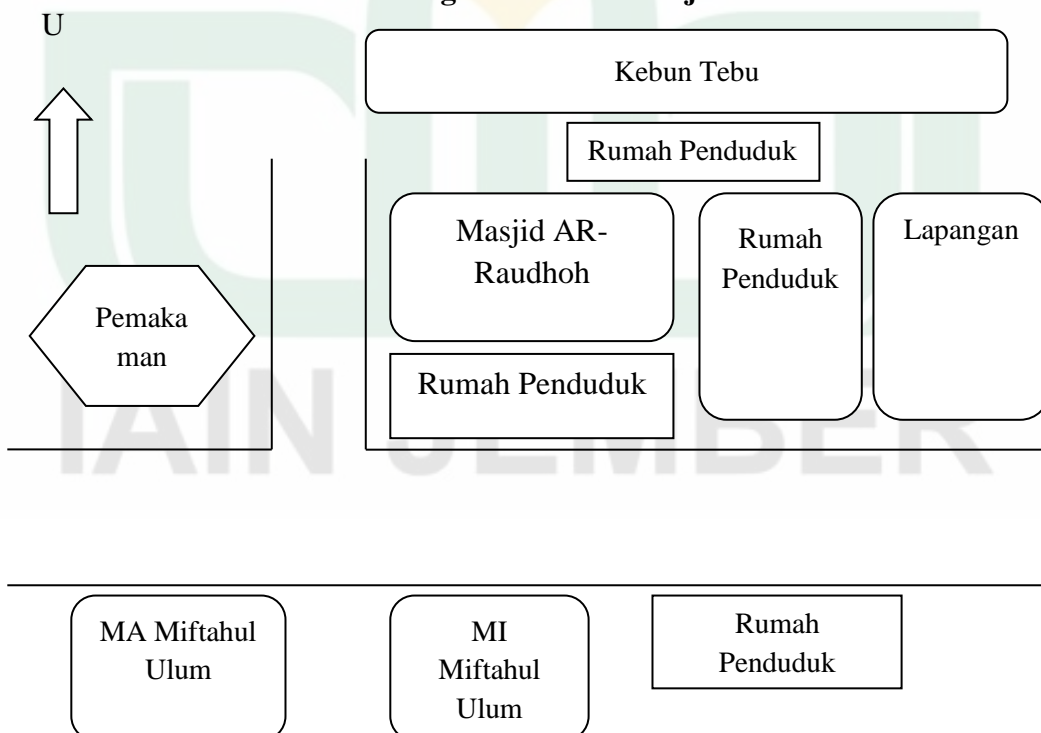 U
Kebun Tebu
Rumah Penduduk
Masjid AR-
Raudhoh
Rumah
Penduduk
Lapangan
Pemaka
man
Rumah Penduduk
IAIN JEMBER
MA Miftahul
Ulum
MI
Miftahul
Ulum
Rumah
Penduduk